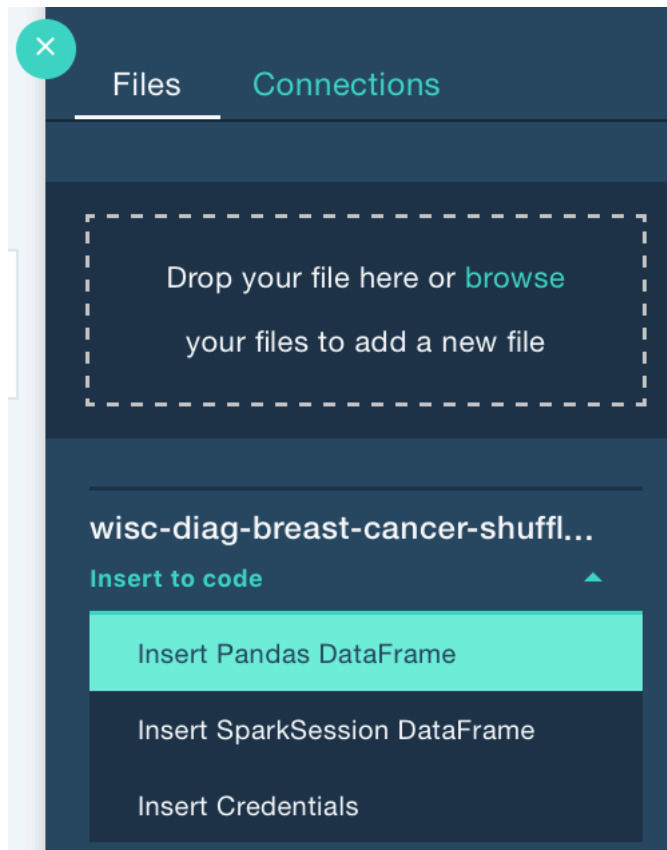 Files Connections
Drop your file here or browse
your files to add a new file
wisc-diag-breast-cancer-shuffl...
Insert to code
Insert Pandas DataFrame
Insert SparkSession DataFrame
Insert Credentials